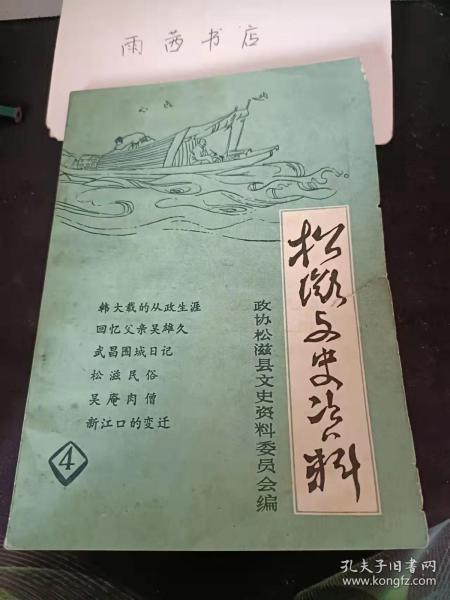 雨茜书店
松滋文史资料
政协松滋县文史资料委员会编
韩大载的从政生涯
回忆父亲吴雄久
武昌围城日记
松滋民俗
吴庵肉僧
新江口的变迁
4
孔夫子旧书网
www.kongfz.com